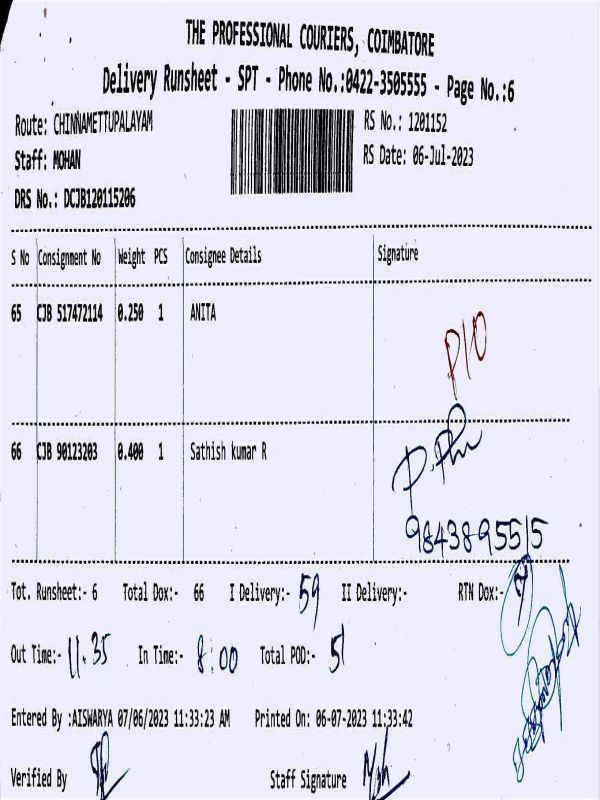 THE PROFESSIONAL COURIERS, COIMBATORE
Delivery Runsheet - SPT - Phone No.:0422-3505555 - Page No.:6
Route: CHINNAMETTUPALAYAM RS No.: 1201152
Staff: MOHAN RS Date: 06-Jul-2023
DRS No.: DCJB120115206
S No Consignment No Weight PCS Consignee Details Signature
65 CJB 517472114 0.250 1 ANITA
P/O
66 CJB 90123203 0.400 1 Sathish kumar R
9843895515
Tot. Runsheet:- 6 Total Dox:- 66 I Delivery:- 59 II Delivery:- RTN Dox:- 7
Out Time:- 11.35 In Time:- 8:00 Total POD:- 51
Entered By :AISWARYA 07/06/2023 11:33:23 AM Printed On: 06-07-2023 11:33:42
Verified By Staff Signature